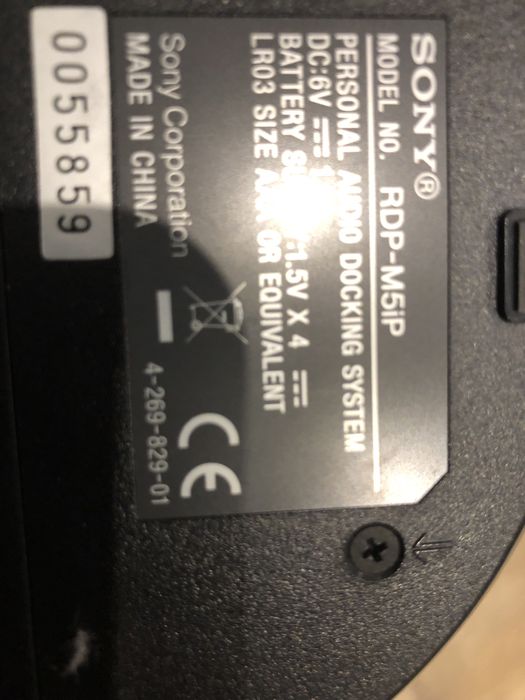 SONY®
MODEL NO. RDP-M5iP
PERSONAL AUDIO DOCKING SYSTEM
DC:6V ⎓
BATTERY 1.5V X 4 ⎓
LR03 SIZE OR EQUIVALENT
Sony Corporation
MADE IN CHINA
4-269-829-01
CE
0055859